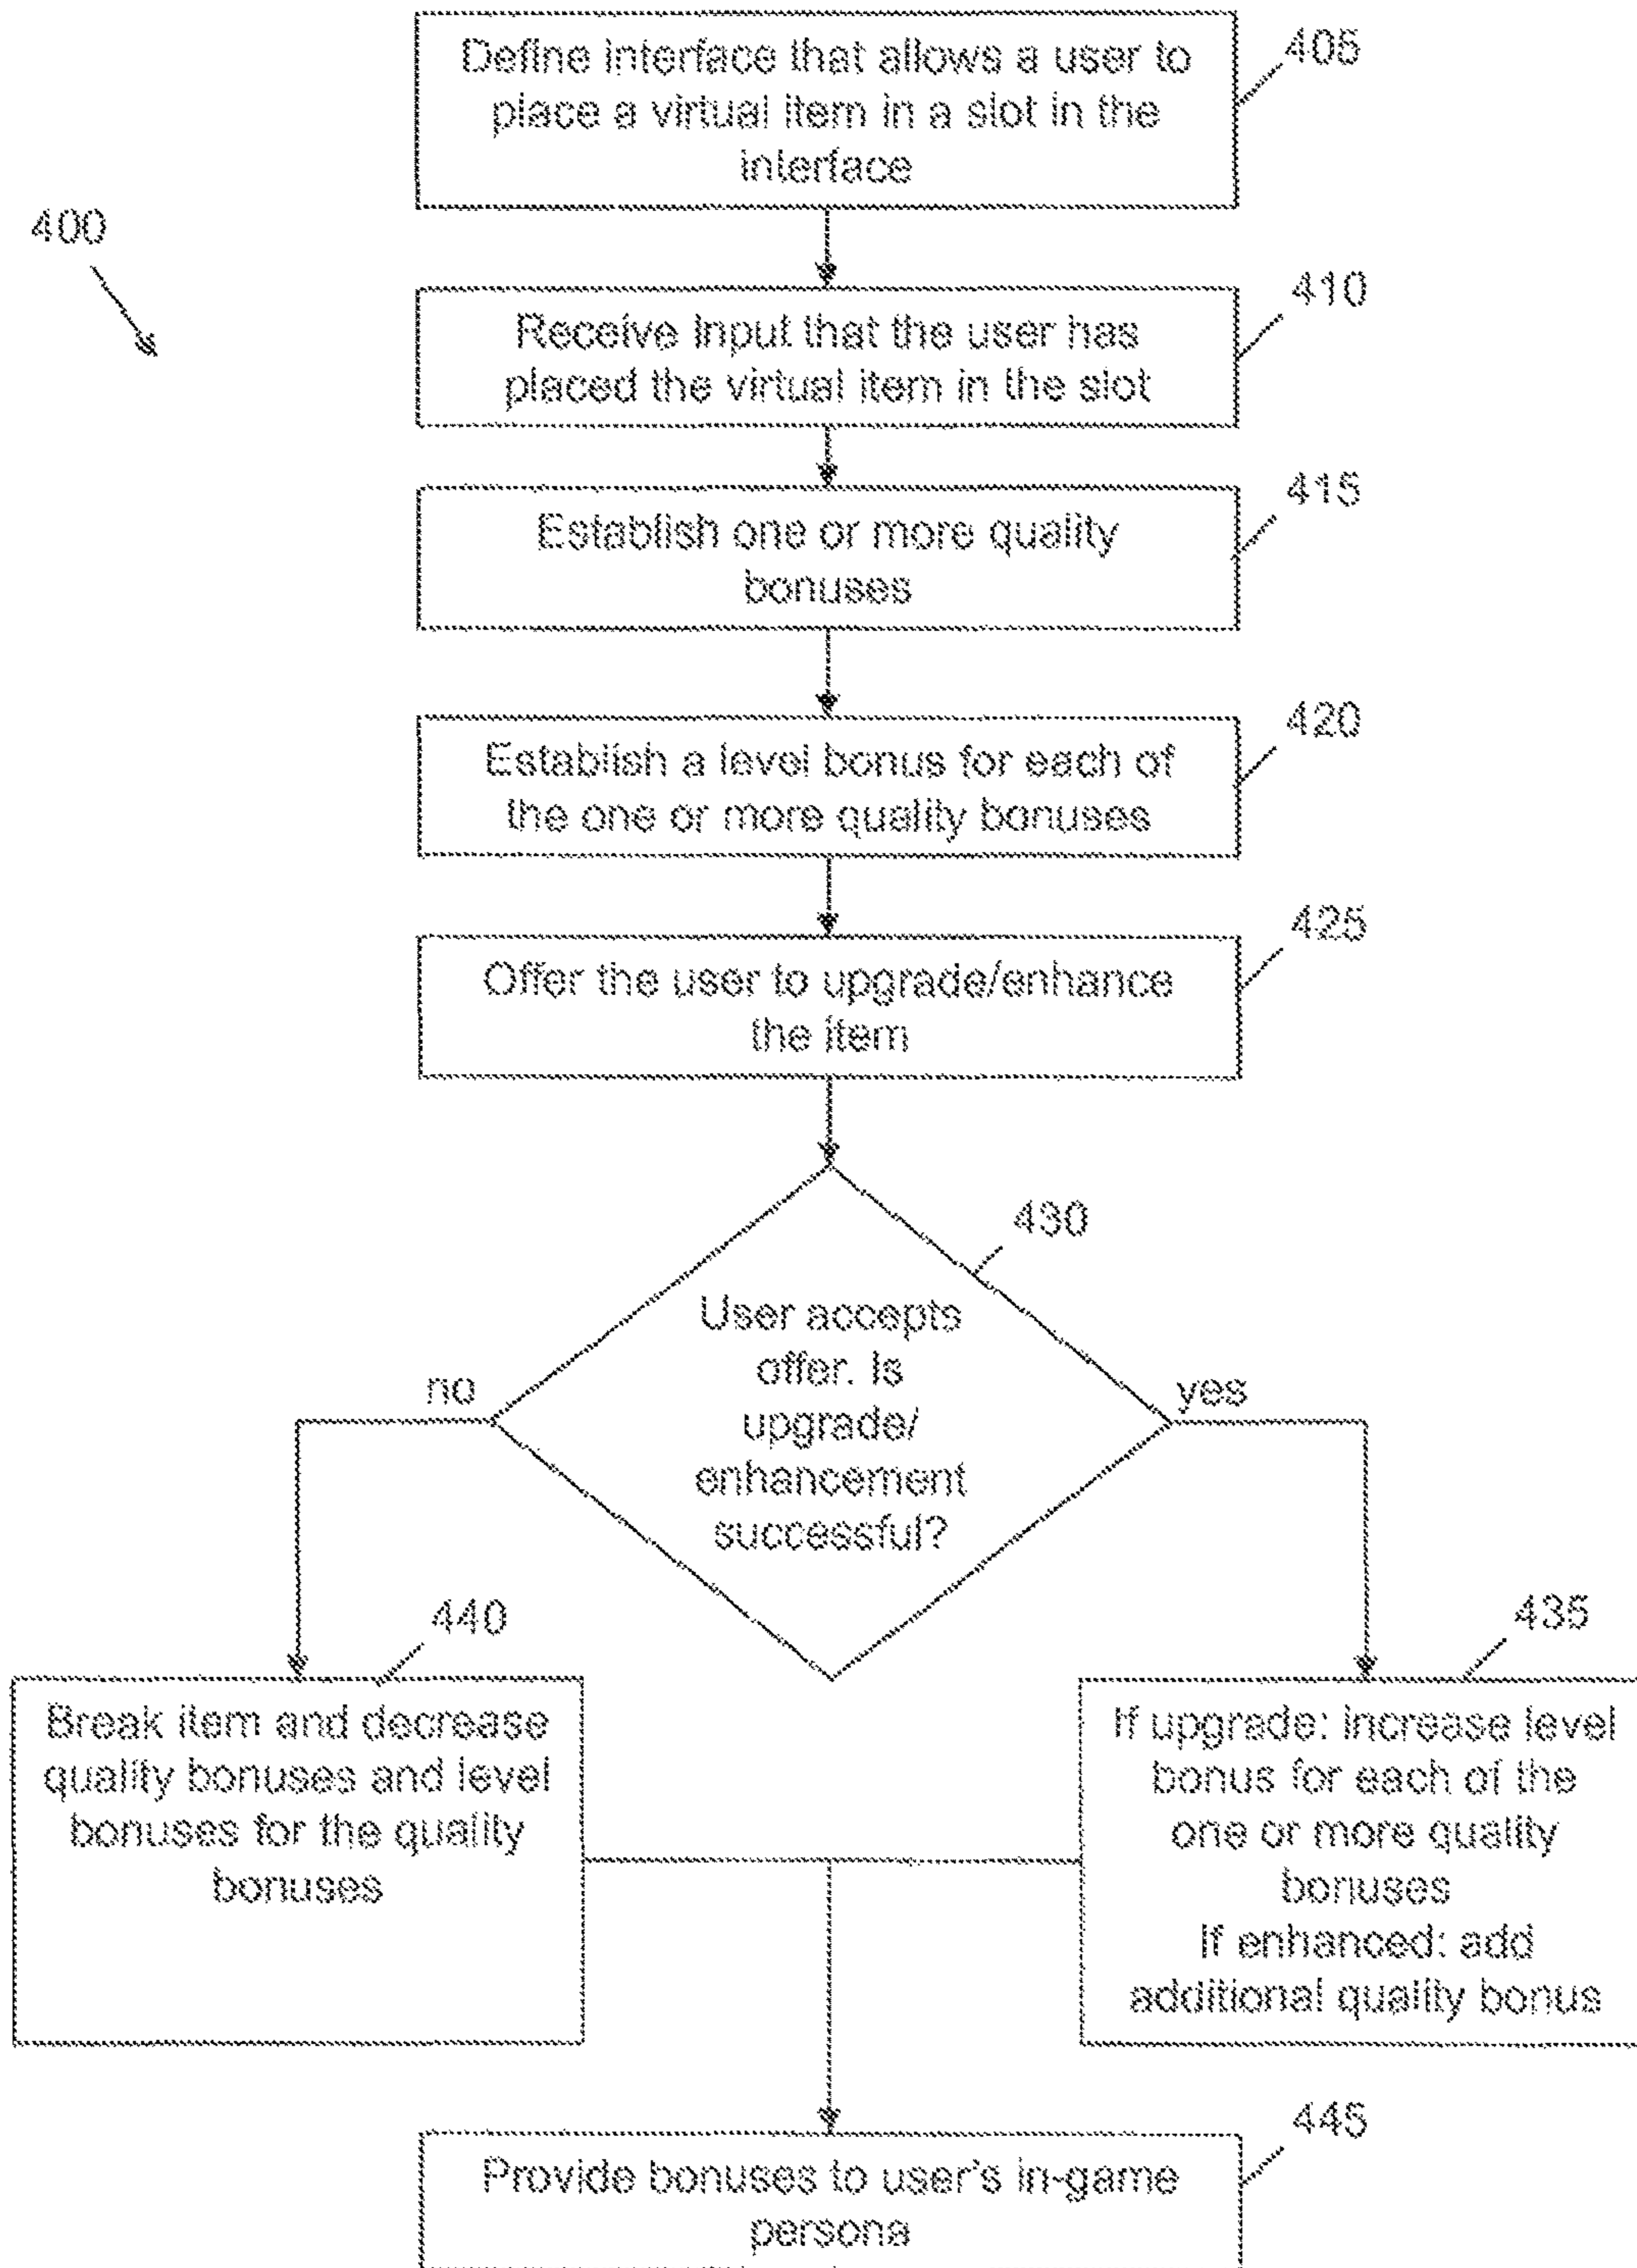 Define interface that allows a user to
place a virtual item in a slot in the
interface
405
400
Receive input that the user has
placed the virtual item in the slot
410
Establish one or more quality
bonuses
415
Establish a level bonus for each of
the one or more quality bonuses
420
Offer the user to upgrade/enhance
the item
425
User accepts
offer. Is
upgrade/
enhancement
successful?
430
no
yes
440
Break item and decrease
quality bonuses and level
bonuses for the quality
bonuses
435
If upgrade: increase level
bonus for each of the
one or more quality
bonuses
If enhanced: add
additional quality bonus
Provide bonuses to user's in-game
persona
445